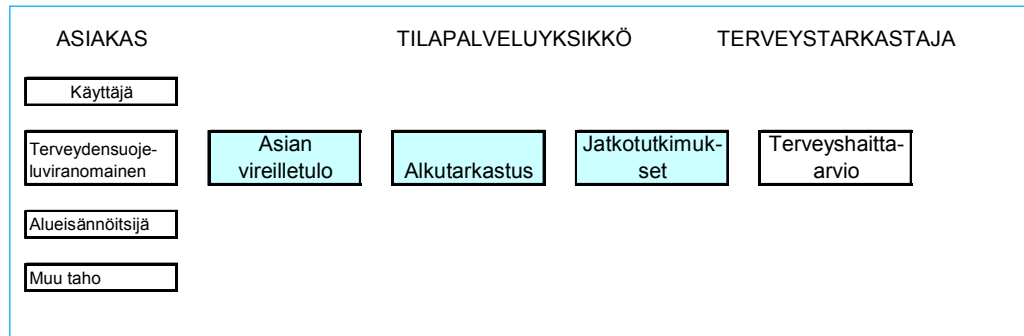 ASIAKAS TILAPALVELUYKSIKKÖ TERVEYSTARKASTAJA
Käyttäjä
Terveydensuoje-
luviranomainen
Asian
vireilletulo
Alkutarkastus
Jatkotutkimuk-
set
Terveyshaitta-
arvio
Alueisännöitsijä
Muu taho